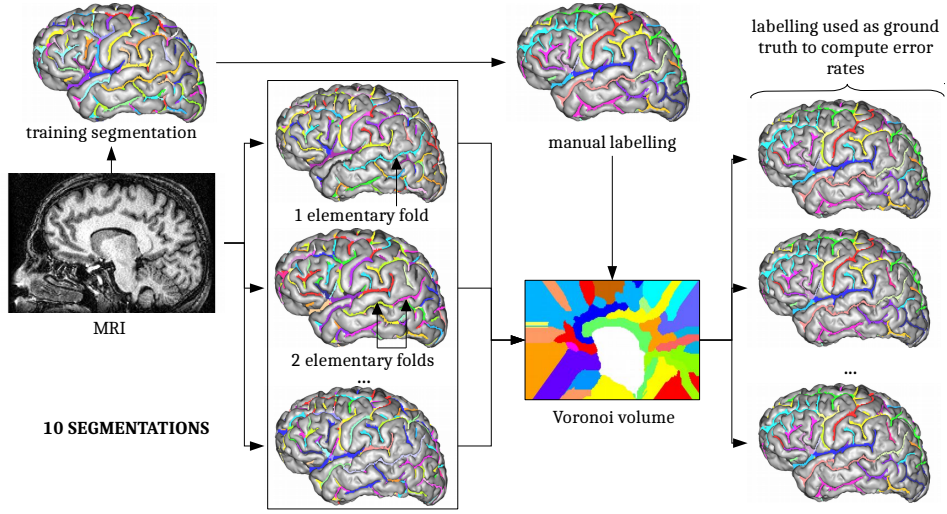 labelling used as ground
truth to compute error
rates
training segmentation
manual labelling
1 elementary fold
MRI
2 elementary folds
...
...
Voronoi volume
10 SEGMENTATIONS